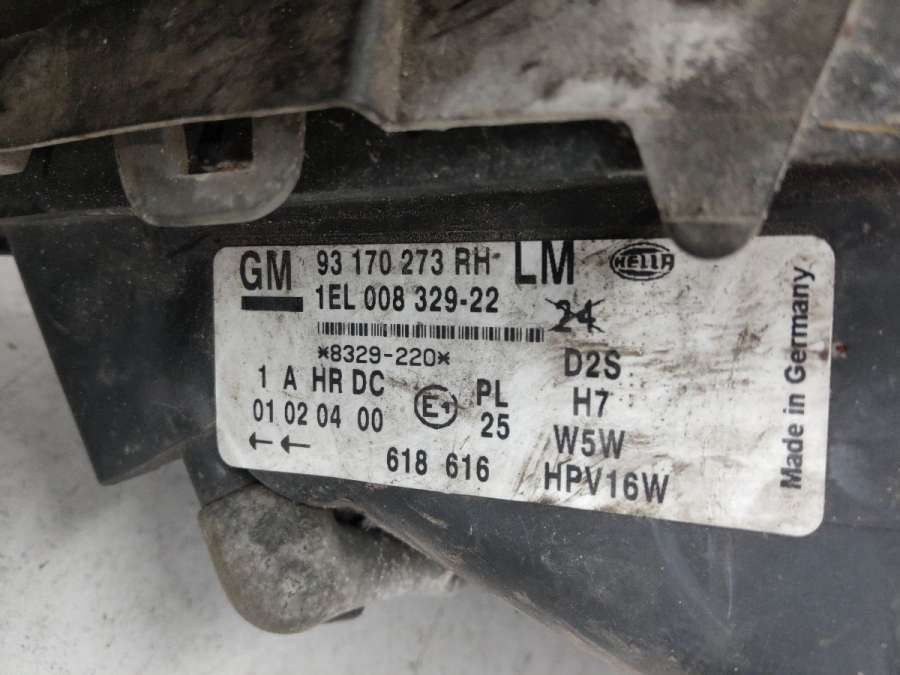 GM 93 170 273 RH LM HELLA
1EL 008 329-22
24
*8329-220*
D2S
1 A HR DC E1 PL H7
01 02 04 00 25 W5W
618 616 HPV16W
Made in Germany